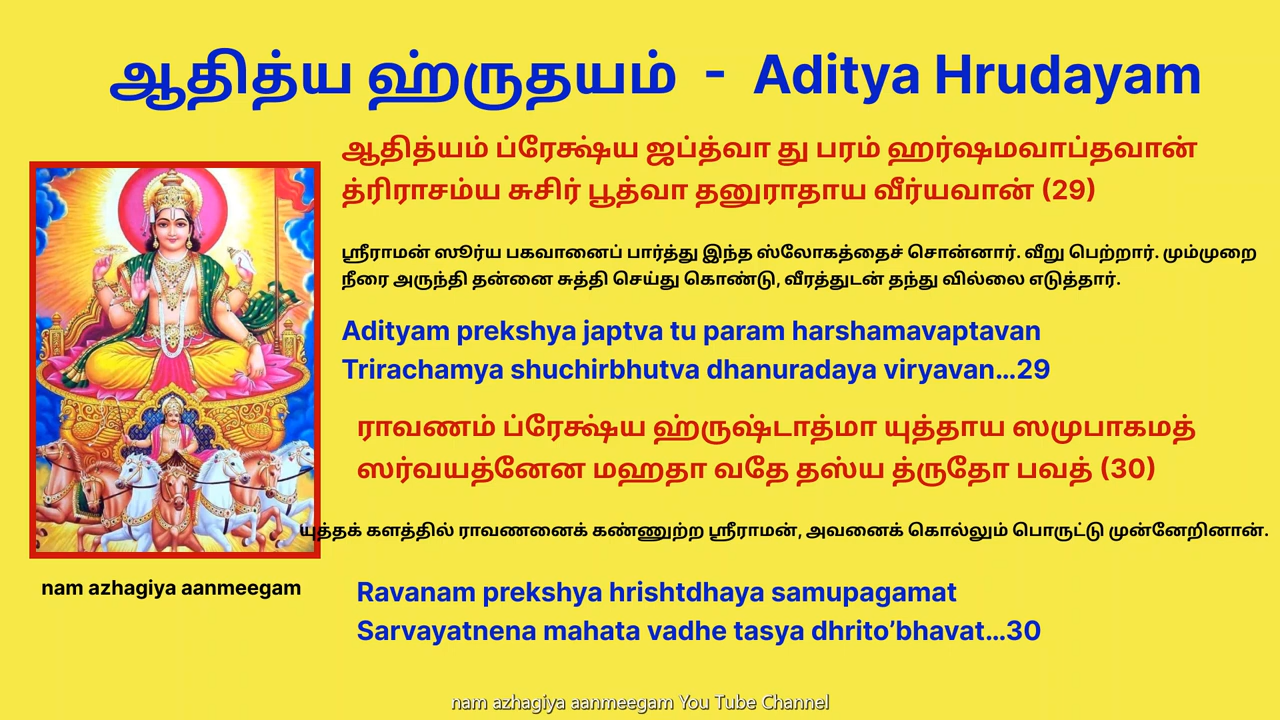 ஆதித்ய ஹ்ருதயம் - Aditya Hrudayam
ஆதித்யம் ப்ரேக்ஷ்ய ஜப்த்வா து பரம் ஹர்ஷமவாப்தவான்
த்ரிராசம்ய சுசிர் பூத்வா தனுராதாய வீர்யவான் (29)
ஸ்ரீராமன் ஸூர்ய பகவானைப் பார்த்து இந்த ஸ்லோகத்தைச் சொன்னார். வீறு பெற்றார். மும்முறை
நீரை அருந்தி தன்னை சுத்தி செய்து கொண்டு, வீரத்துடன் தந்து வில்லை எடுத்தார்.
Adityam prekshya japtva tu param harshamavaptavan
Trirachamya shuchirbhutva dhanuradaya viryavan...29
ராவணம் ப்ரேக்ஷ்ய ஹ்ருஷ்டாத்மா யுத்தாய ஸமுபாகமத்
ஸர்வயத்னேன மஹதா வதே தஸ்ய த்ருதோ பவத் (30)
யுத்தக் களத்தில் ராவணனைக் கண்ணுற்ற ஸ்ரீராமன், அவனைக் கொல்லும் பொருட்டு முன்னேறினான்.
nam azhagiya aanmeegam
Ravanam prekshya hrishtdhaya samupagamat
Sarvayatnena mahata vadhe tasya dhrito’bhavat...30
nam azhagiya aanmeegam You Tube Channel